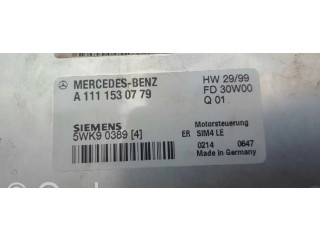 MERCEDES-BENZ HW 29/99
A 111 153 07 79 FD 30W00
Q 01
SIEMENS Motorsteuerung
5WK9 0389 [4] ER SIM4 LE
0214 0647
Made in Germany